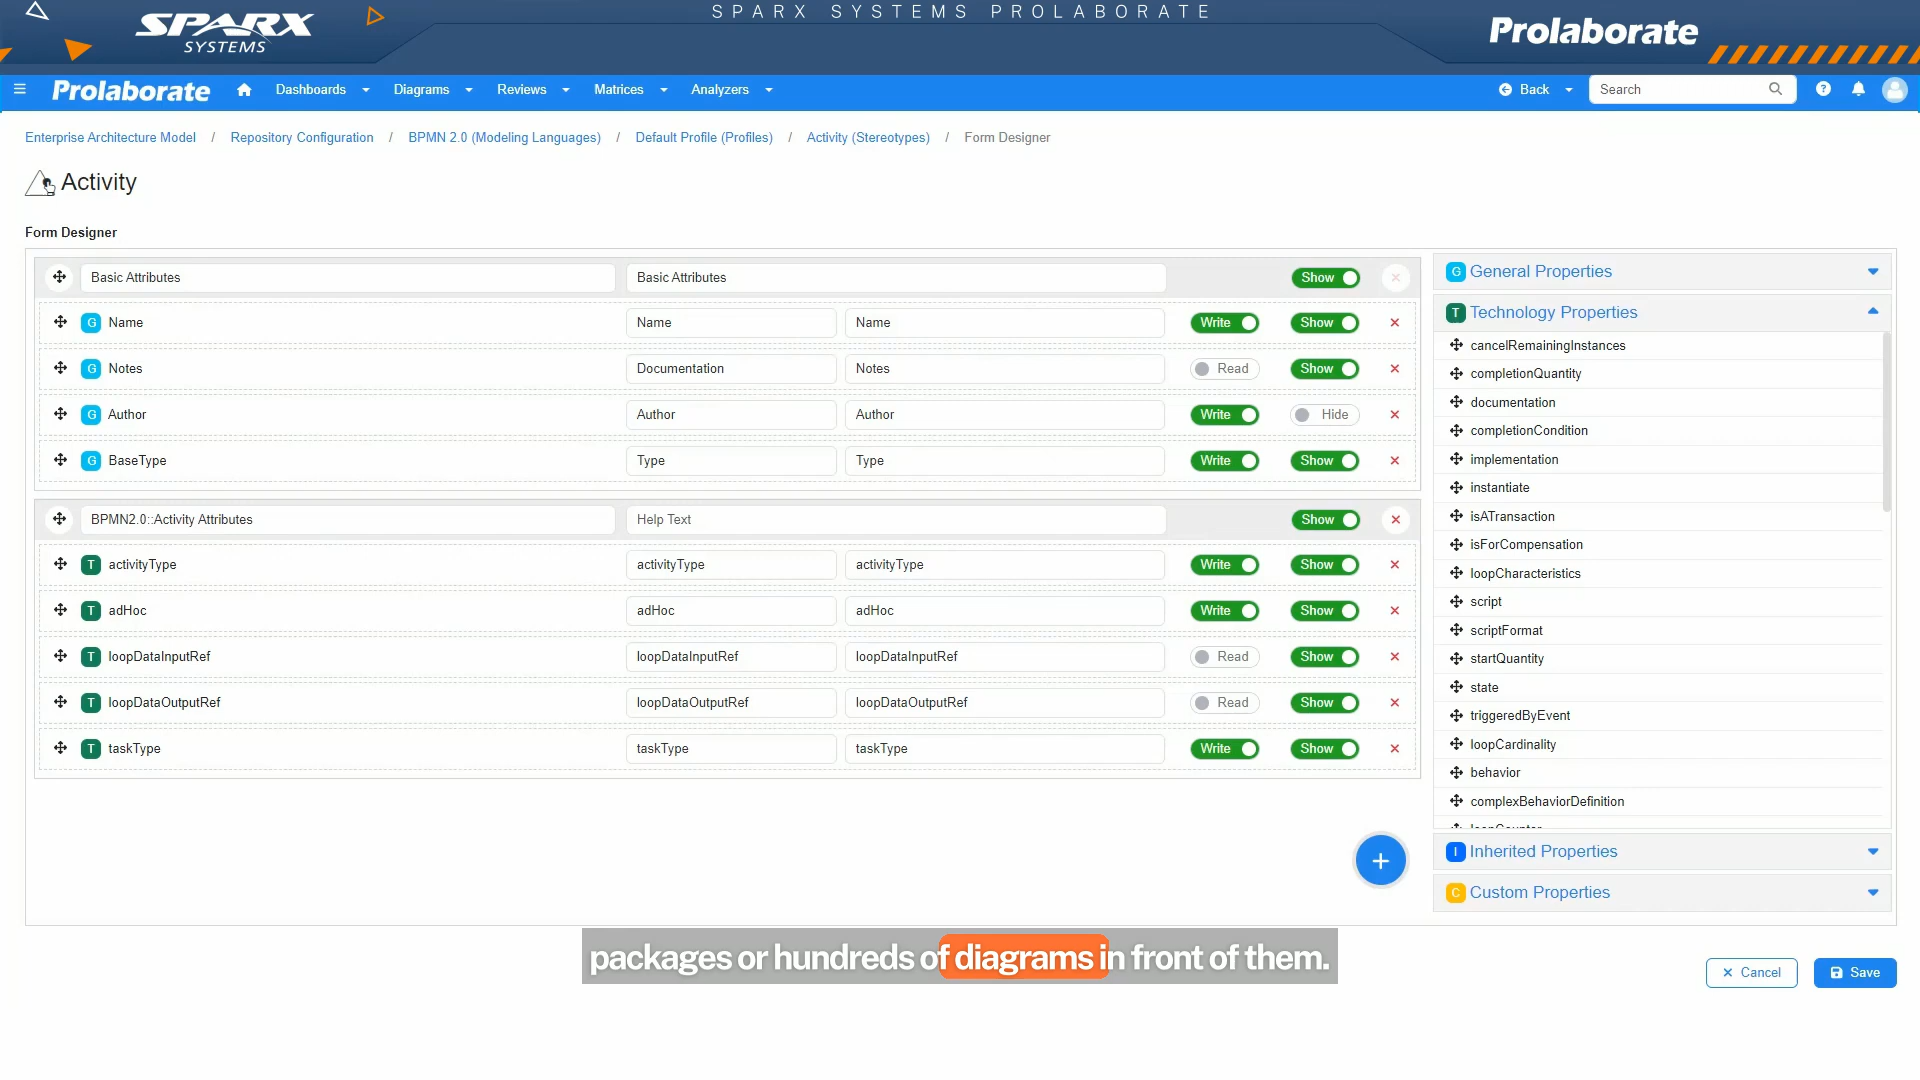 SPARX SYSTEMS PROLABORATE
SPARX
SYSTEMS
Prolaborate
Prolaborate
Dashboards
Diagrams
Reviews
Matrices
Analyzers
Back
Search
Enterprise Architecture Model / Repository Configuration / BPMN 2.0 (Modeling Languages) / Default Profile (Profiles) / Activity (Stereotypes) / Form Designer
Activity
Form Designer
Basic Attributes Basic Attributes Show
G Name Name Name Write Show
G Notes Documentation Notes Read Show
G Author Author Author Write Hide
G BaseType Type Type Write Show
BPMN2.0::Activity Attributes Help Text Show
T activityType activityType activityType Write Show
T adHoc adHoc adHoc Write Show
T loopDataInputRef loopDataInputRef loopDataInputRef Read Show
T loopDataOutputRef loopDataOutputRef loopDataOutputRef Read Show
T taskType taskType taskType Write Show
G General Properties
T Technology Properties
cancelRemainingInstances
completionQuantity
documentation
completionCondition
implementation
instantiate
isATransaction
isForCompensation
loopCharacteristics
script
scriptFormat
startQuantity
state
triggeredByEvent
loopCardinality
behavior
complexBehaviorDefinition
I Inherited Properties
C Custom Properties
packages or hundreds of diagrams in front of them.
Cancel
Save